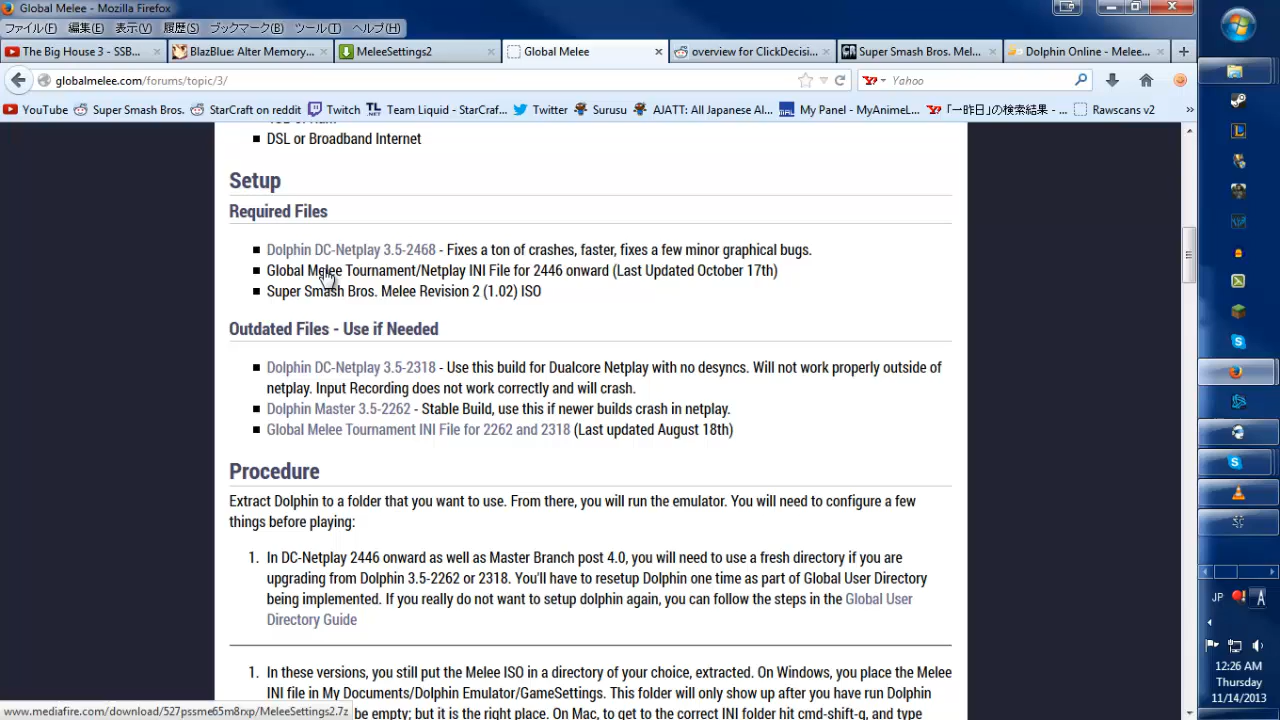 Global Melee - Mozilla Firefox
ファイル(F) 編集(E) 表示(V) 履歴(S) ブックマーク(B) ツール(T) ヘルプ(H)
The Big House 3 - SSB... BlazBlue: Alter Memory... MeleeSettings2 Global Melee overview for ClickDecisi... Super Smash Bros. Mel... Dolphin Online - Melee...
globalmelee.com/forums/topic/3/ Yahoo
YouTube Super Smash Bros. StarCraft on reddit Twitch Team Liquid - StarCraf... Twitter Surusu AJATT: All Japanese Al... My Panel - MyAnimeL... 「一昨日」の検索結果 - ... Rawscans v2 »
DSL or Broadband Internet
Setup
Required Files
Dolphin DC-Netplay 3.5-2468 - Fixes a ton of crashes, faster, fixes a few minor graphical bugs.
Global Melee Tournament/Netplay INI File for 2446 onward (Last Updated October 17th)
Super Smash Bros. Melee Revision 2 (1.02) ISO
Outdated Files - Use if Needed
Dolphin DC-Netplay 3.5-2318 - Use this build for Dualcore Netplay with no desyncs. Will not work properly outside of
netplay. Input Recording does not work correctly and will crash.
Dolphin Master 3.5-2262 - Stable Build, use this if newer builds crash in netplay.
Global Melee Tournament INI File for 2262 and 2318 (Last updated August 18th)
Procedure
Extract Dolphin to a folder that you want to use. From there, you will run the emulator. You will need to configure a few
things before playing:
1. In DC-Netplay 2446 onward as well as Master Branch post 4.0, you will need to use a fresh directory if you are
upgrading from Dolphin 3.5-2262 or 2318. You'll have to resetup Dolphin one time as part of Global User Directory
being implemented. If you really do not want to setup dolphin again, you can follow the steps in the Global User
Directory Guide
1. In these versions, you still put the Melee ISO in a directory of your choice, extracted. On Windows, you place the Melee
INI file in My Documents/Dolphin Emulator/GameSettings. This folder will only show up after you have run Dolphin
be empty; but it is the right place. On Mac, to get to the correct INI folder hit cmd-shift-g, and type
www.mediafire.com/download/527pssme65m8rxp/MeleeSettings2.7z
JP A
12:26 AM
Thursday
11/14/2013